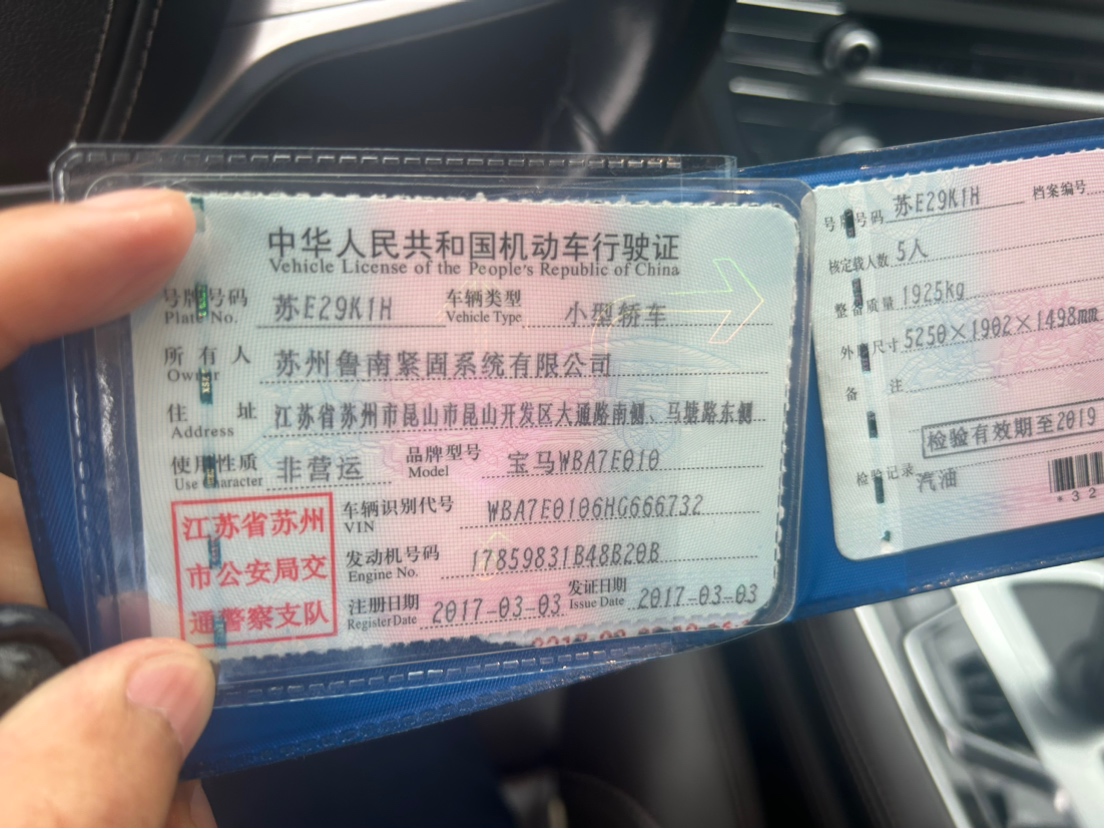 中华人民共和国机动车行驶证
Vehicle License of the People's Republic of China
号牌号码 苏E29K1H 车辆类型 小型轿车
Plate No. Vehicle Type
所有人 苏州鲁南紧固系统有限公司
Owner
住址 江苏省苏州市昆山市昆山开发区大通路南侧、马塘路东侧
Address
使用性质 非营运 品牌型号 宝马WBA7E010
Use Character Model
江苏省苏州
市公安局交
通警察支队
车辆识别代号 WBA7E0106HG666732
VIN
发动机号码 17859831B48B20B
Engine No.
注册日期 2017-03-03 发证日期 2017-03-03
Register Date Issue Date
号牌号码 苏E29K1H 档案编号
核定载人数 5人
整备质量 1925kg
外廓尺寸 5250×1902×1498mm
备注
检验有效期至2019
检验记录
汽油
*32